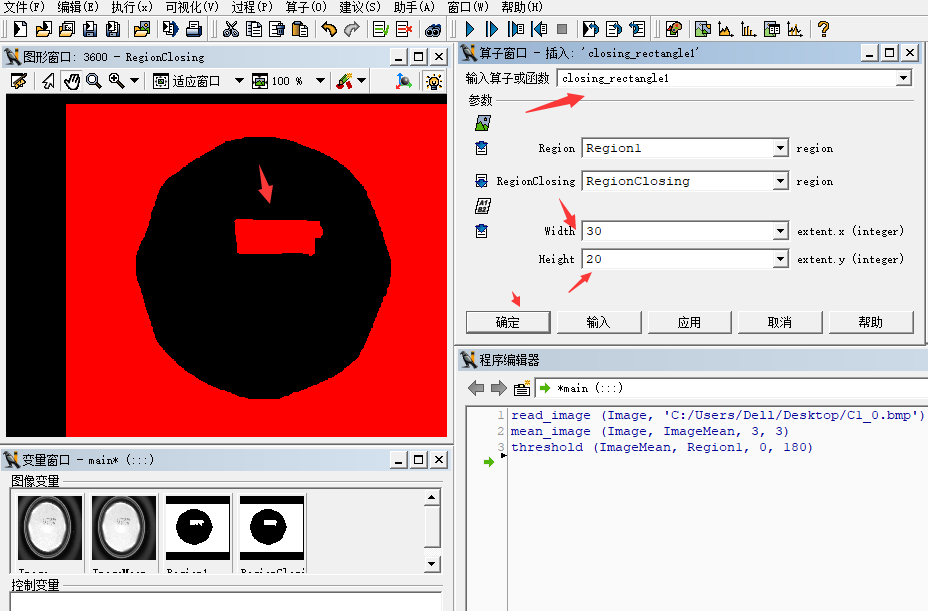 文件(F) 编辑(E) 执行(x) 可视化(V) 过程(P) 算子(O) 建议(S) 助手(A) 窗口(W) 帮助(H)
图形窗口: 3600 - RegionClosing
适应窗口 100 %
算子窗口 - 插入: 'closing_rectangle1'
输入算子或函数 closing_rectangle1
参数
Region Region1 region
RegionClosing RegionClosing region
Width 30 extent.x (integer)
Height 20 extent.y (integer)
确定 输入 应用 取消 帮助
程序编辑器
*main (:::)
1 read_image (Image, 'C:/Users/Dell/Desktop/C1_0.bmp')
2 mean_image (Image, ImageMean, 3, 3)
3 threshold (ImageMean, Region1, 0, 180)
变量窗口 - main* (:::)
图像变量
控制变量